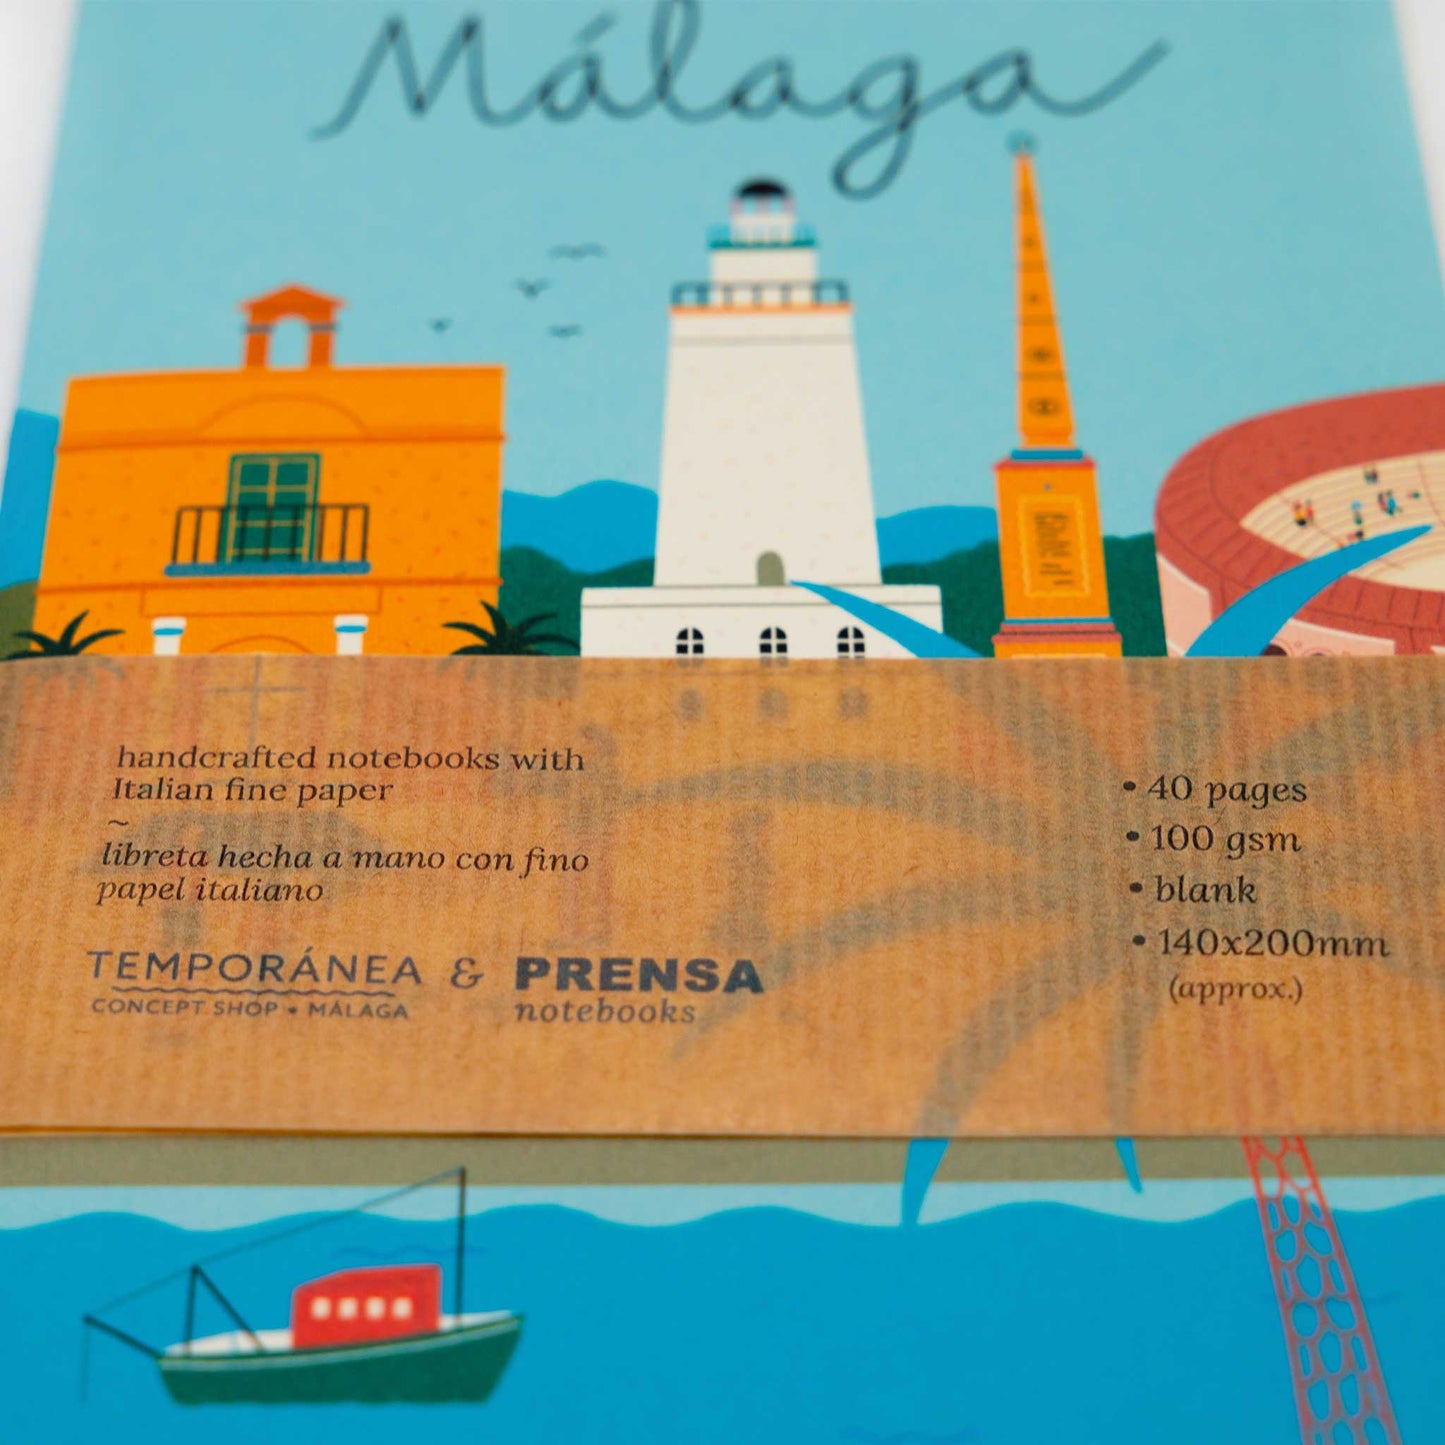 Málaga
handcrafted notebooks with
Italian fine paper
~
libreta hecha a mano con fino
papel italiano
TEMPORÁNEA & PRENSA
CONCEPT SHOP • MÁLAGA notebooks
• 40 pages
• 100 gsm
• blank
• 140x200mm
(approx.)